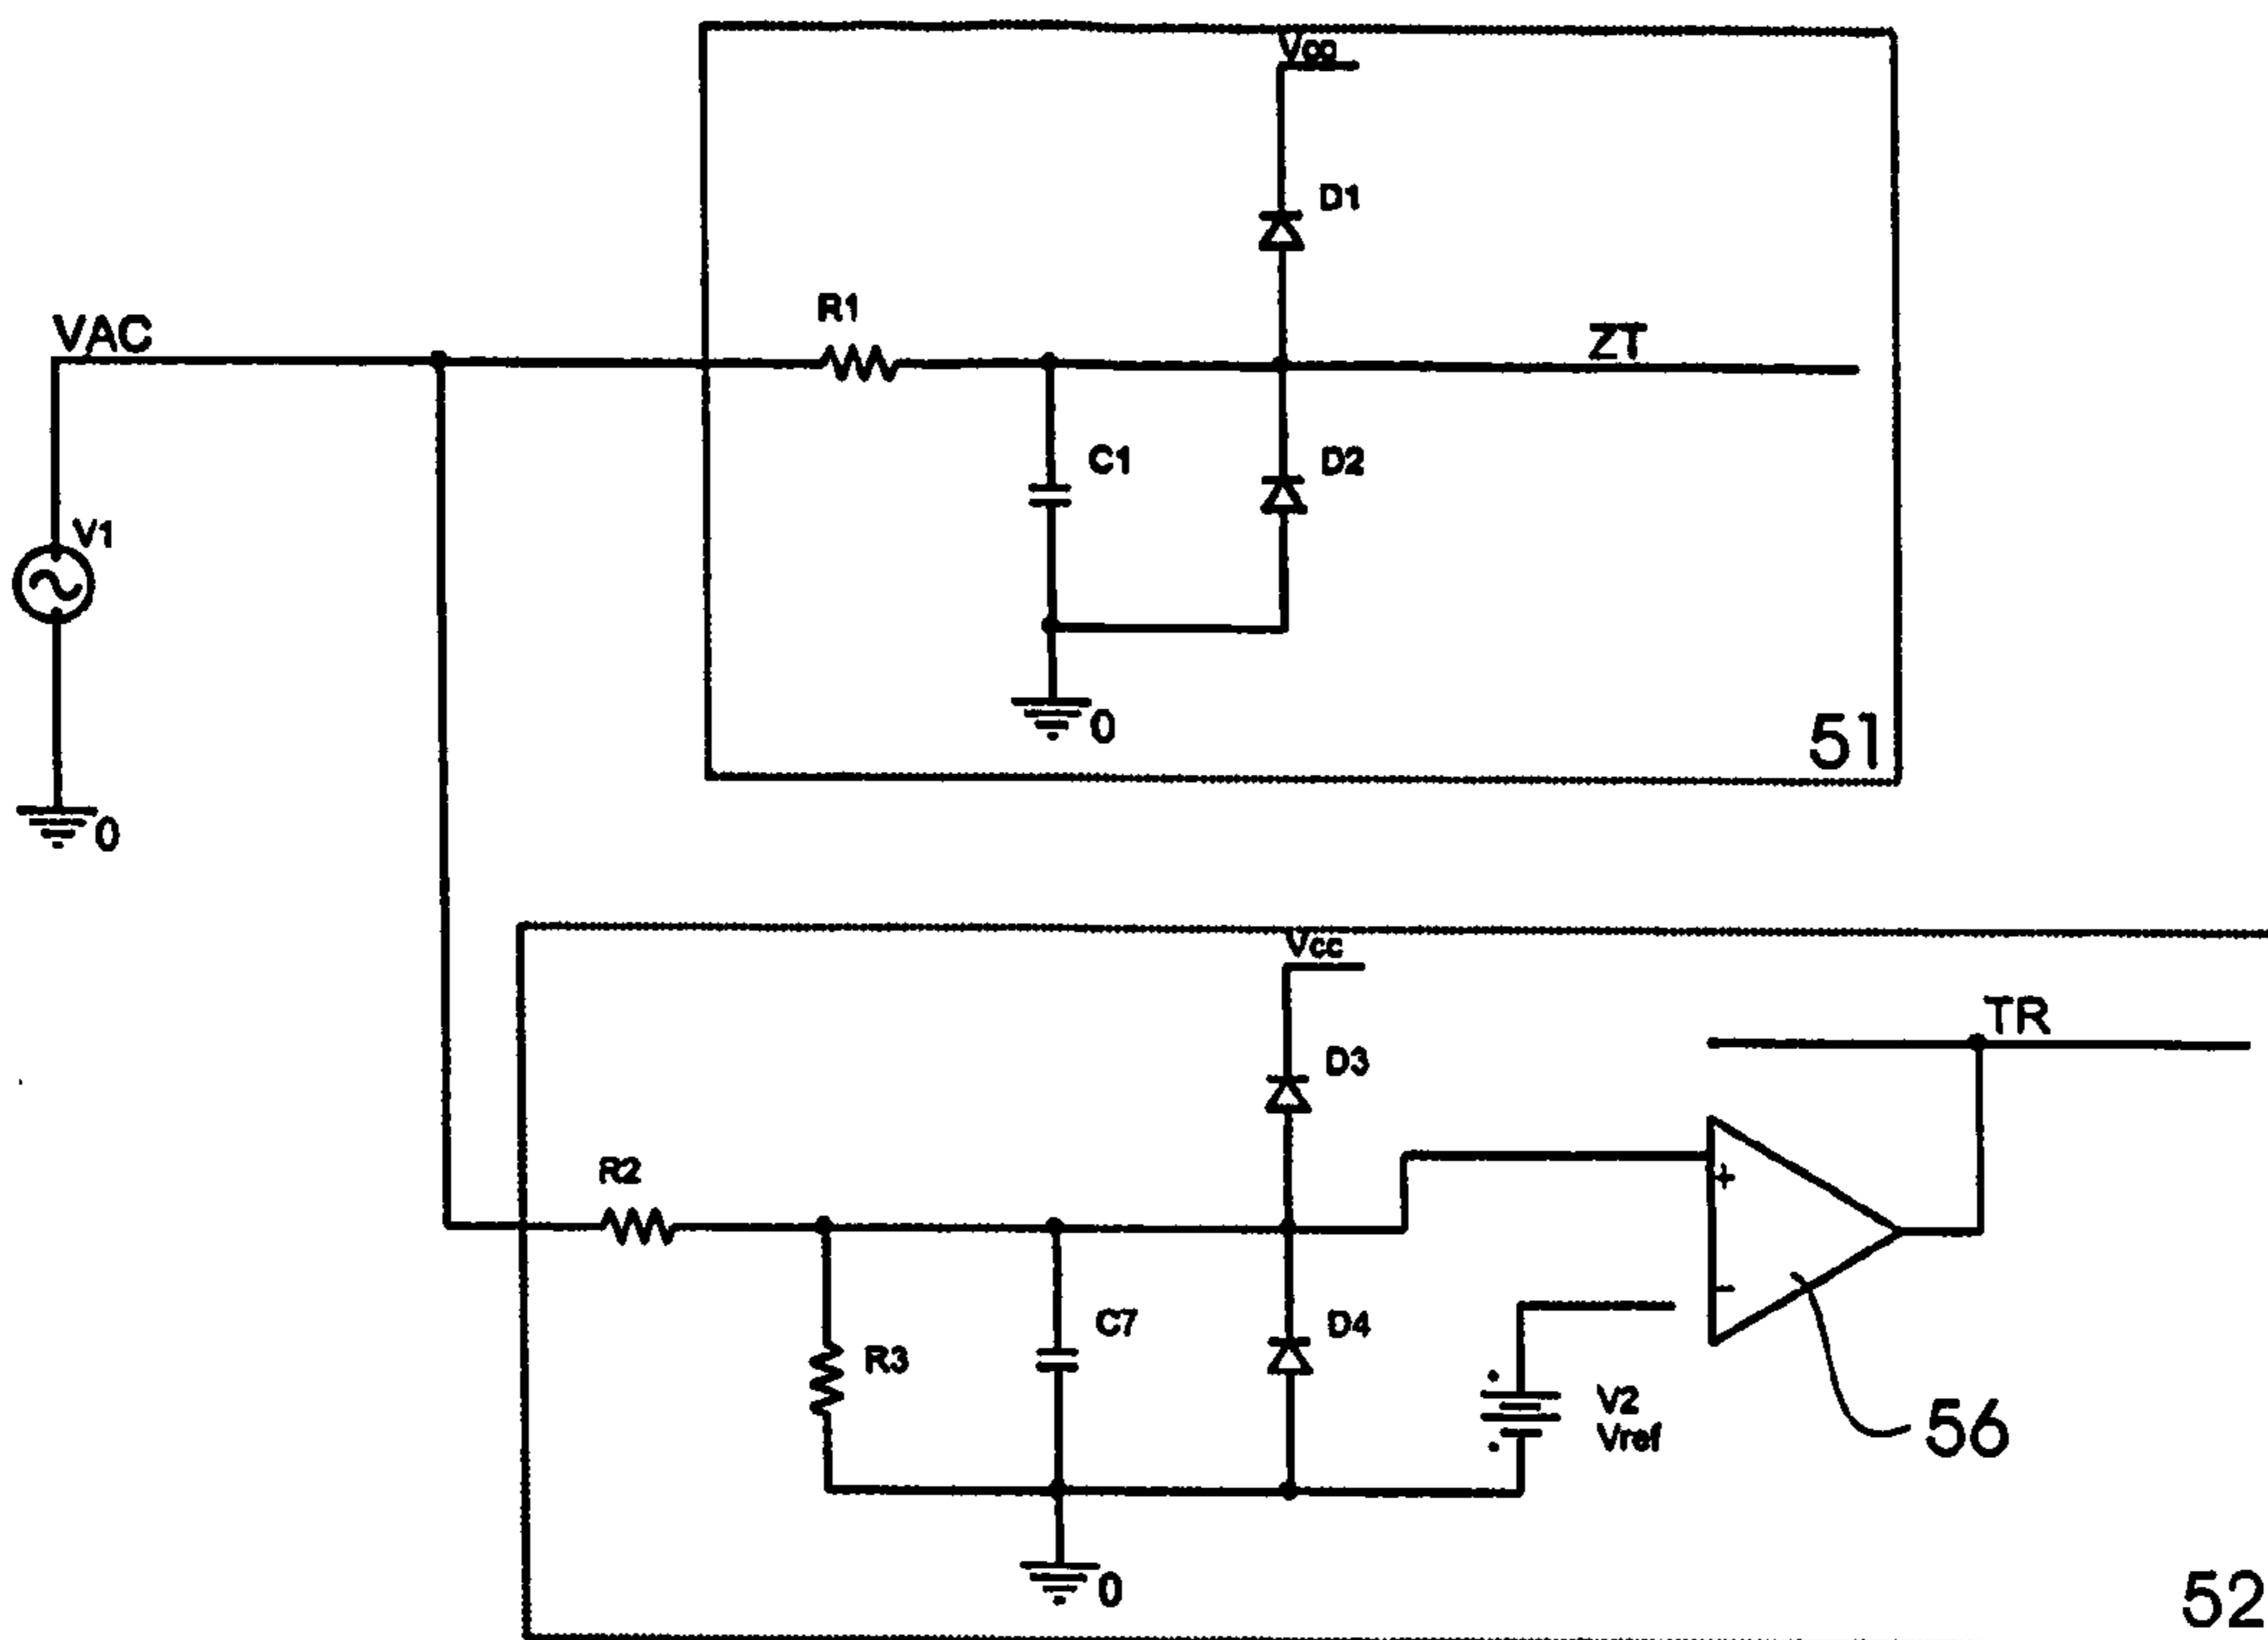 Vcc
D1
VAC
R1
ZT
C1
D2
V1
0
51
0
Vcc
TR
D3
R2
+
-
C7
D4
R3
V2
Vref
56
0
52